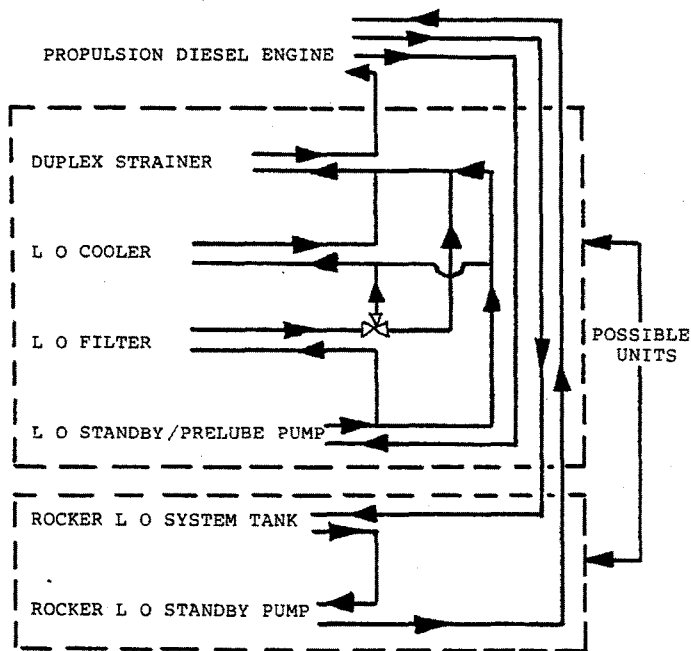 PROPULSION DIESEL ENGINE
DUPLEX STRAINER
L O COOLER
L O FILTER
POSSIBLE
UNITS
L O STANDBY/PRELUBE PUMP
ROCKER L O SYSTEM TANK
ROCKER L O STANDBY PUMP